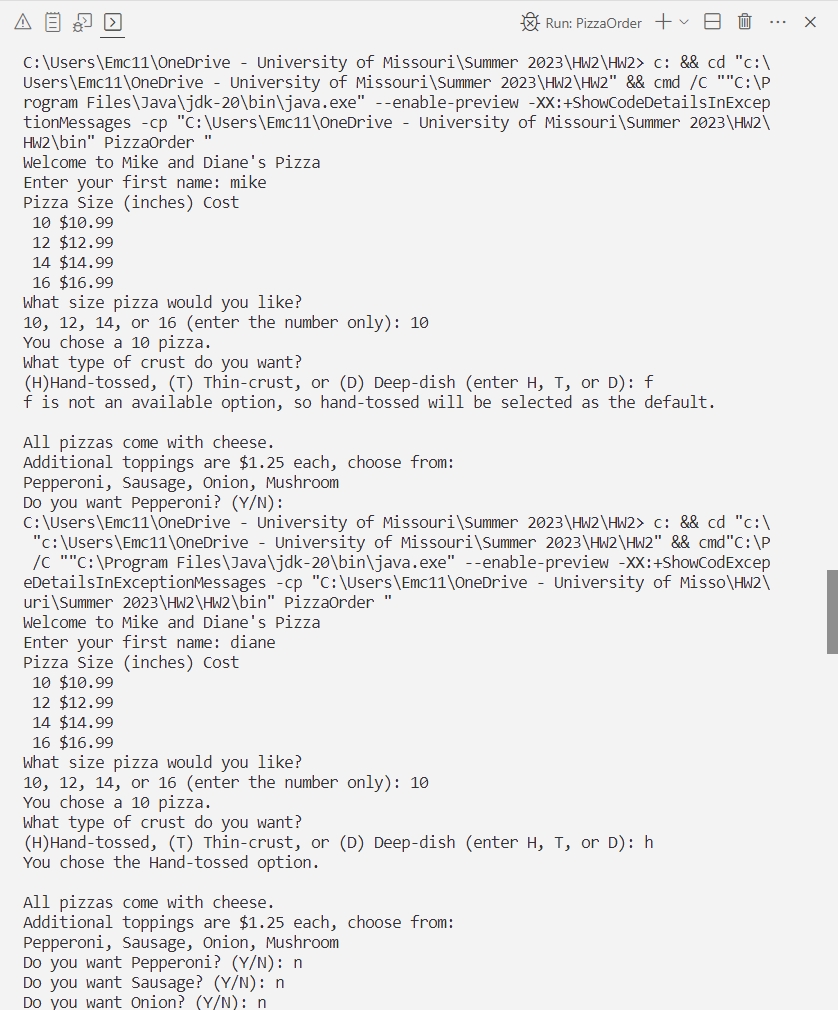 Run: PizzaOrder
C:\Users\Emc11\OneDrive - University of Missouri\Summer 2023\HW2\HW2> c: && cd "c:\
Users\Emc11\OneDrive - University of Missouri\Summer 2023\HW2\HW2" && cmd /C ""C:\P
rogram Files\Java\jdk-20\bin\java.exe" --enable-preview -XX:+ShowCodeDetailsInExcep
tionMessages -cp "C:\Users\Emc11\OneDrive - University of Missouri\Summer 2023\HW2\
HW2\bin" PizzaOrder "
Welcome to Mike and Diane's Pizza
Enter your first name: mike
Pizza Size (inches) Cost
10 $10.99
12 $12.99
14 $14.99
16 $16.99
What size pizza would you like?
10, 12, 14, or 16 (enter the number only): 10
You chose a 10 pizza.
What type of crust do you want?
(H)Hand-tossed, (T) Thin-crust, or (D) Deep-dish (enter H, T, or D): f
f is not an available option, so hand-tossed will be selected as the default.
All pizzas come with cheese.
Additional toppings are $1.25 each, choose from:
Pepperoni, Sausage, Onion, Mushroom
Do you want Pepperoni? (Y/N):
C:\Users\Emc11\OneDrive - University of Missouri\Summer 2023\HW2\HW2> c: && cd "c:\
"c:\Users\Emc11\OneDrive - University of Missouri\Summer 2023\HW2\HW2" && cmd"C:\P
/C ""C:\Program Files\Java\jdk-20\bin\java.exe" --enable-preview -XX:+ShowCodExcep
eDetailsInExceptionMessages -cp "C:\Users\Emc11\OneDrive - University of Misso\HW2\
uri\Summer 2023\HW2\HW2\bin" PizzaOrder "
Welcome to Mike and Diane's Pizza
Enter your first name: diane
Pizza Size (inches) Cost
10 $10.99
12 $12.99
14 $14.99
16 $16.99
What size pizza would you like?
10, 12, 14, or 16 (enter the number only): 10
You chose a 10 pizza.
What type of crust do you want?
(H)Hand-tossed, (T) Thin-crust, or (D) Deep-dish (enter H, T, or D): h
You chose the Hand-tossed option.
All pizzas come with cheese.
Additional toppings are $1.25 each, choose from:
Pepperoni, Sausage, Onion, Mushroom
Do you want Pepperoni? (Y/N): n
Do you want Sausage? (Y/N): n
Do you want Onion? (Y/N): n